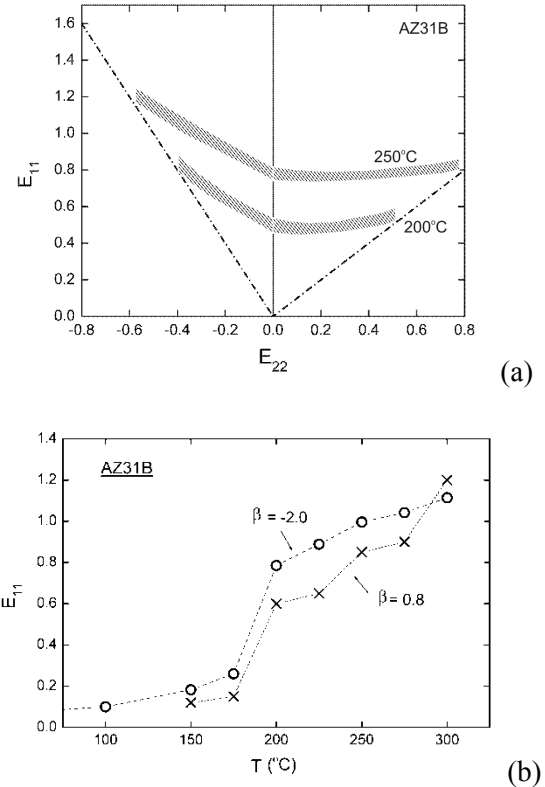 AZ31B
1.6
1.4
1.2
1.0
0.8
0.6
0.4
0.2
0.0
E11
250°C
200°C
-0.8 -0.6 -0.4 -0.2 0.0 0.2 0.4 0.6 0.8
E22
(a)
AZ31B
1.4
1.2
1.0
0.8
0.6
0.4
0.2
0.0
E11
β = -2.0
β = 0.8
100 150 200 250 300
T (°C)
(b)